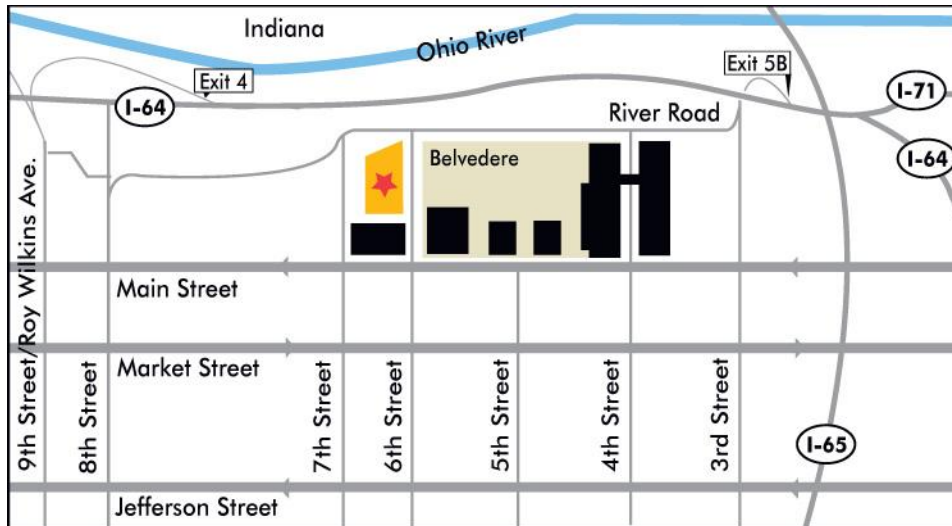 Indiana
Ohio River
Exit 4
Exit 5B
I-64
I-71
River Road
I-64
Belvedere
Main Street
Market Street
9th Street/Roy Wilkins Ave.
8th Street
7th Street
6th Street
5th Street
4th Street
3rd Street
I-65
Jefferson Street